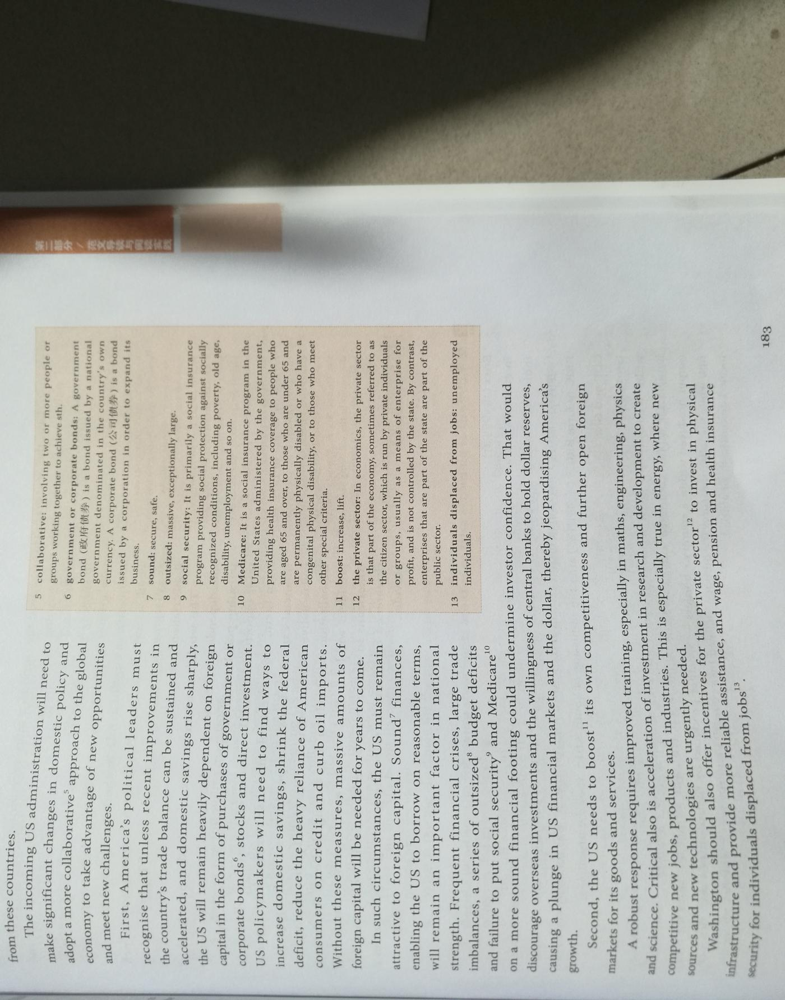 第二部分 / 范文导读与阅读实践
from these countries.
The incoming US administration will need to
make significant changes in domestic policy and
adopt a more collaborative⁵ approach to the global
economy to take advantage of new opportunities
and meet new challenges.
First, America's political leaders must
recognise that unless recent improvements in
the country's trade balance can be sustained and
accelerated, and domestic savings rise sharply,
the US will remain heavily dependent on foreign
capital in the form of purchases of government or
corporate bonds⁶, stocks and direct investment.
US policymakers will need to find ways to
increase domestic savings, shrink the federal
deficit, reduce the heavy reliance of American
consumers on credit and curb oil imports.
Without these measures, massive amounts of
foreign capital will be needed for years to come.
In such circumstances, the US must remain
attractive to foreign capital. Sound⁷ finances,
enabling the US to borrow on reasonable terms,
will remain an important factor in national
strength. Frequent financial crises, large trade
imbalances, a series of outsized⁸ budget deficits
and failure to put social security⁹ and Medicare¹⁰
on a more sound financial footing could undermine investor confidence. That would
discourage overseas investments and the willingness of central banks to hold dollar reserves,
causing a plunge in US financial markets and the dollar, thereby jeopardising America's
growth.
Second, the US needs to boost¹¹ its own competitiveness and further open foreign
markets for its goods and services.
A robust response requires improved training, especially in maths, engineering, physics
and science. Critical also is acceleration of investment in research and development to create
competitive new jobs, products and industries. This is especially true in energy, where new
sources and new technologies are urgently needed.
Washington should also offer incentives for the private sector¹² to invest in physical
infrastructure and provide more reliable assistance, and wage, pension and health insurance
security for individuals displaced from jobs¹³.
5 collaborative: involving two or more people or
groups working together to achieve sth.
6 government or corporate bonds: A government
bond (政府债券) is a bond issued by a national
government denominated in the country's own
currency. A corporate bond (公司债券) is a bond
issued by a corporation in order to expand its
business.
7 sound: secure, safe.
8 outsized: massive, exceptionally large.
9 social security: It is primarily a social insurance
program providing social protection against socially
recognized conditions, including poverty, old age,
disability, unemployment and so on.
10 Medicare: It is a social insurance program in the
United States administered by the government,
providing health insurance coverage to people who
are aged 65 and over, to those who are under 65 and
are permanently physically disabled or who have a
congenital physical disability, or to those who meet
other special criteria.
11 boost: increase, lift.
12 the private sector: In economics, the private sector
is that part of the economy, sometimes referred to as
the citizen sector, which is run by private individuals
or groups, usually as a means of enterprise for
profit, and is not controlled by the state. By contrast,
enterprises that are part of the state are part of the
public sector.
13 individuals displaced from jobs: unemployed
individuals.
183